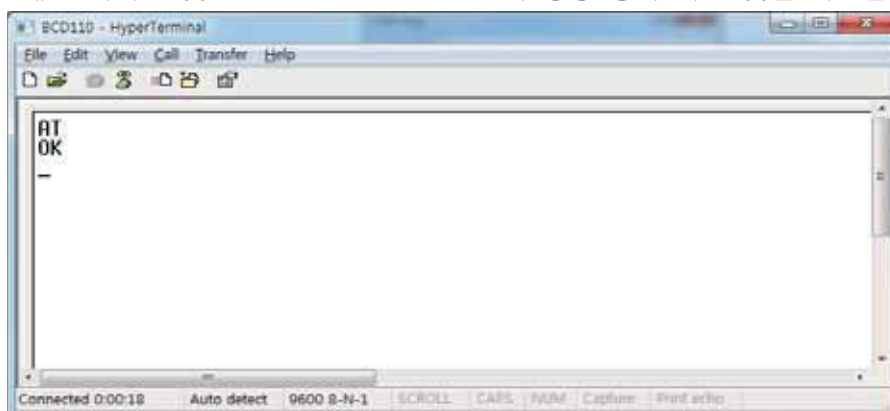 BCD110 - HyperTerminal
File Edit View Call Transfer Help
AT
OK
_
Connected 0:00:18 Auto detect 9600 8-N-1 SCROLL CAPS NUM Capture Print echo